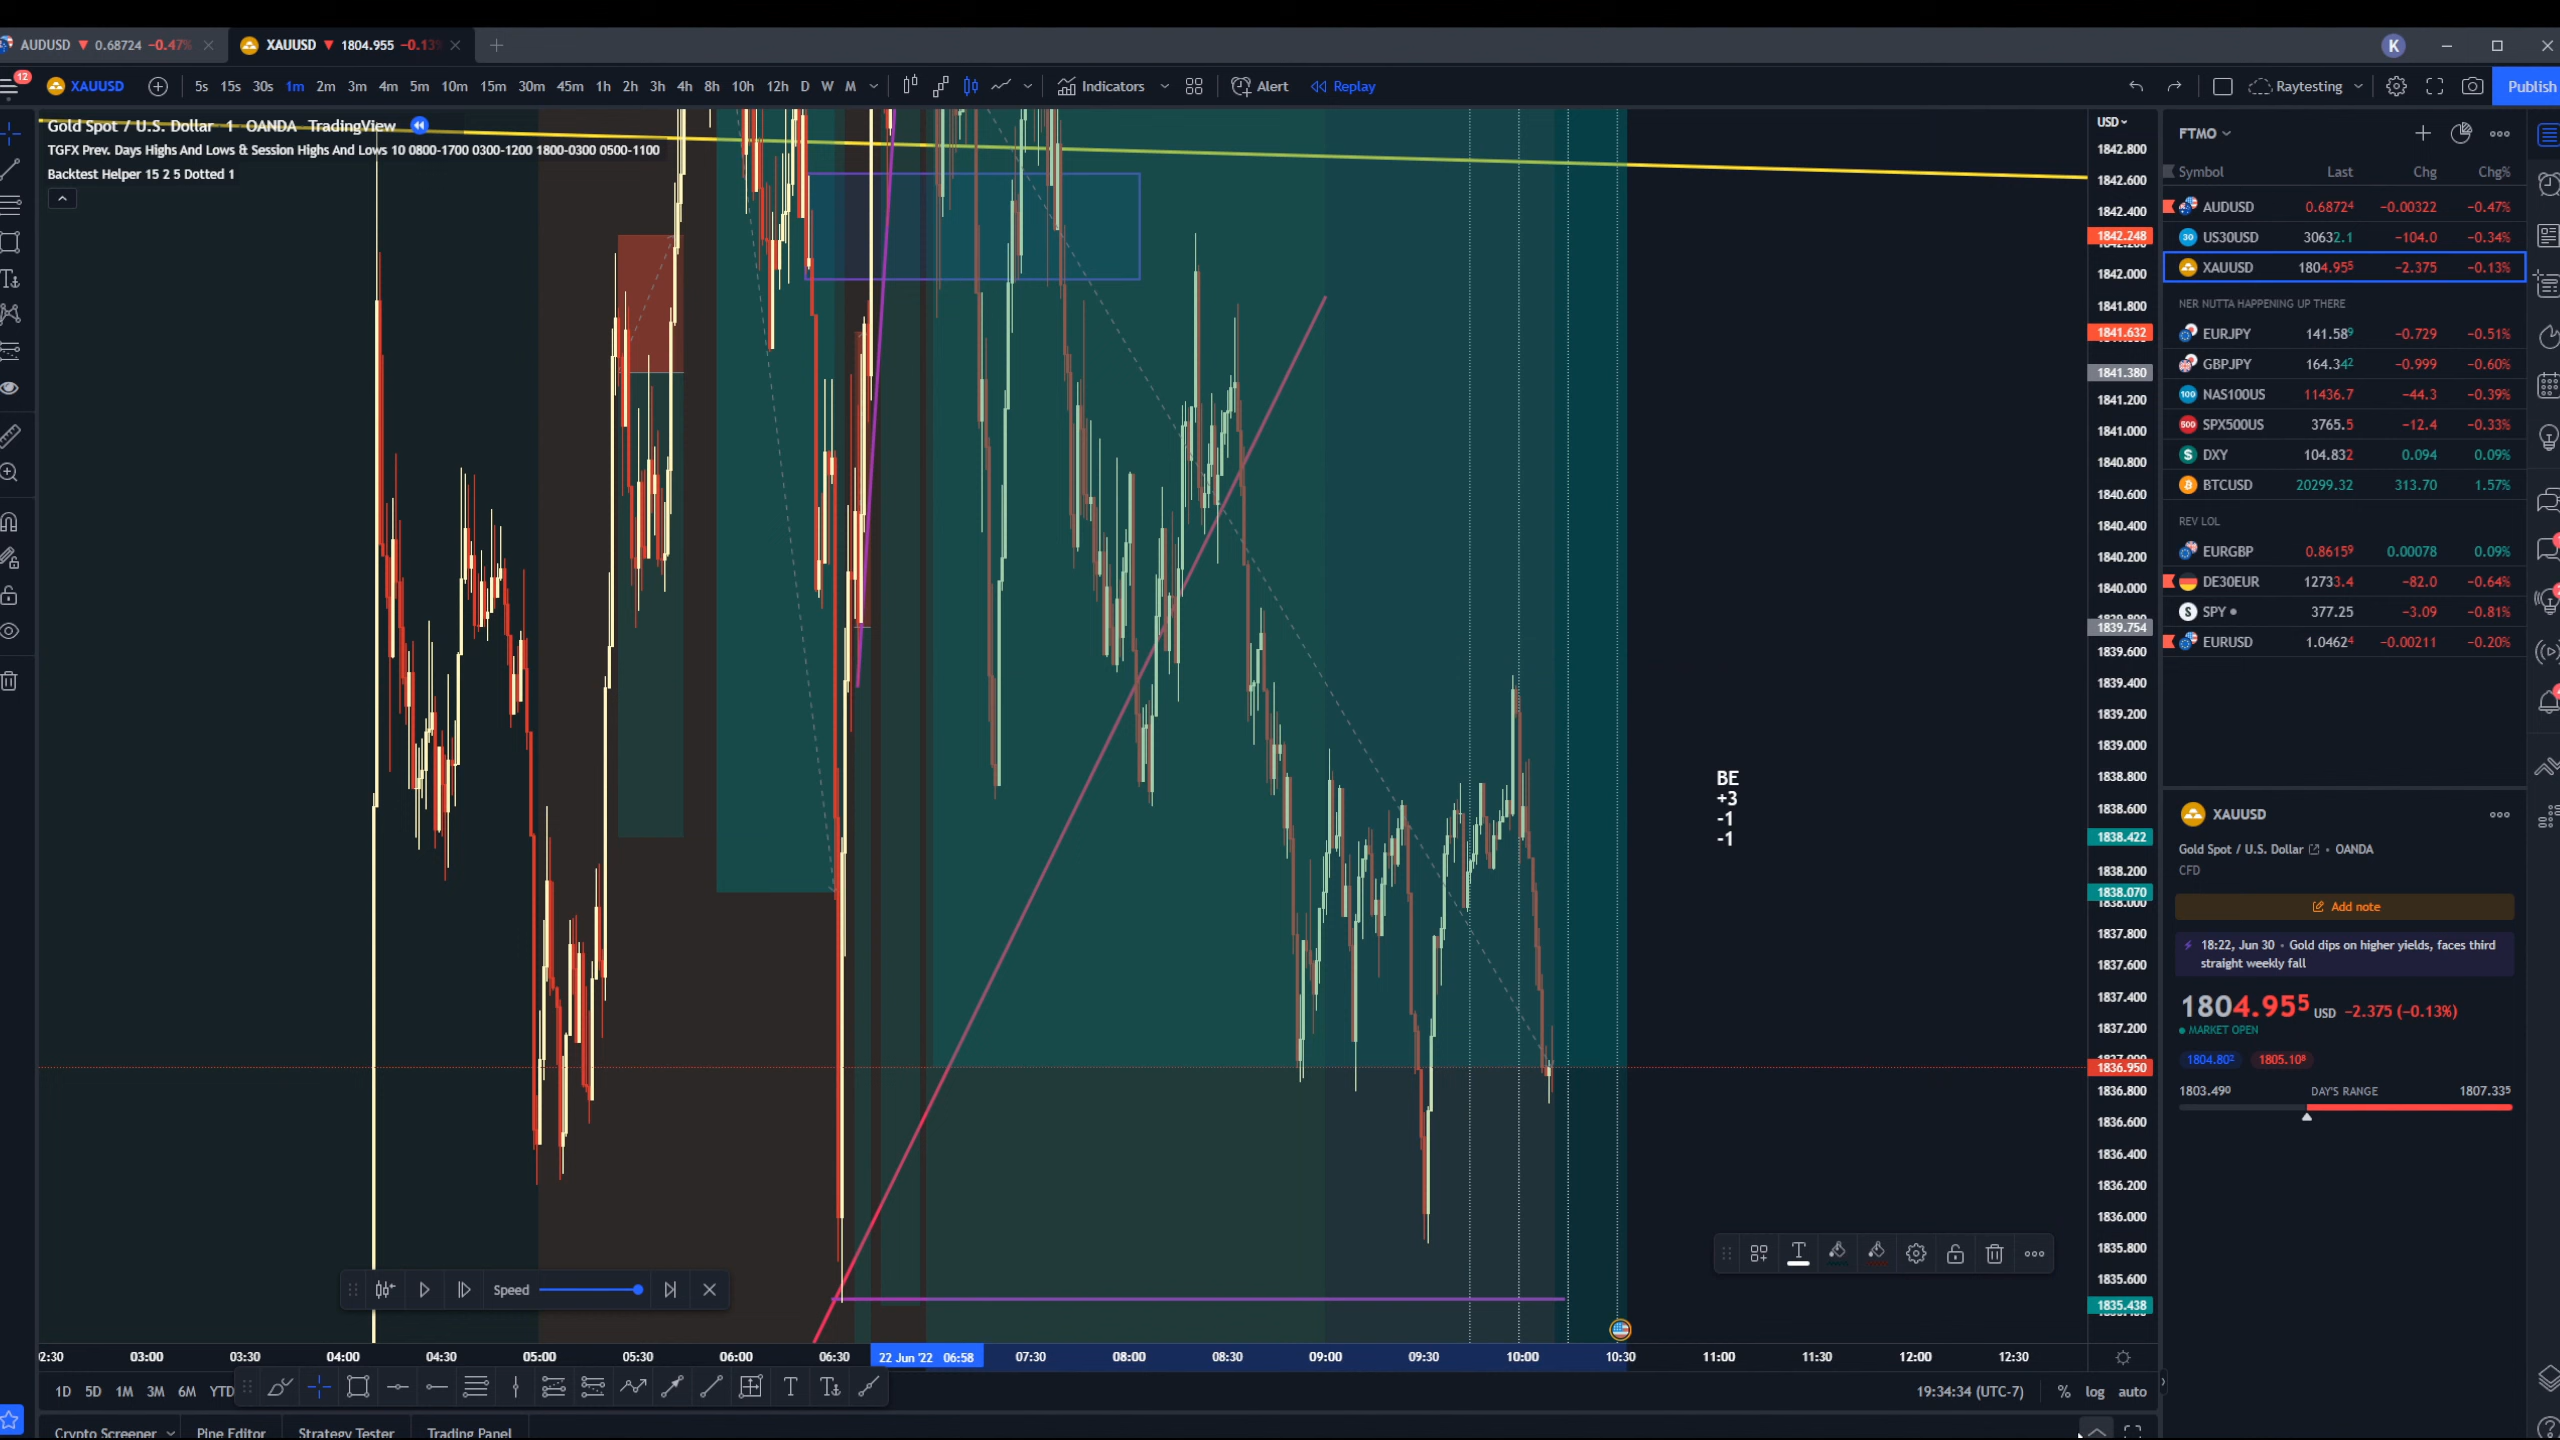 AUDUSD ▼ 0.68724 −0.47%
XAUUSD ▼ 1804.955 −0.13%
K
12
XAUUSD 5s 15s 30s 1m 2m 3m 4m 5m 10m 15m 30m 45m 1h 2h 3h 4h 8h 10h 12h D W M Indicators Alert Replay Raytesting Publish
Gold Spot / U.S. Dollar 1 OANDA TradingView
TGFX Prev. Days Highs And Lows & Session Highs And Lows 10 0800-1700 0300-1200 1800-0300 0500-1100
Backtest Helper 15 2 5 Dotted 1
USD
1842.800
1842.600
1842.400
1842.248
1842.000
1841.800
1841.632
1841.380
1841.200
1841.000
1840.800
1840.600
1840.400
1840.200
1840.000
1839.754
1839.600
1839.400
1839.200
1839.000
1838.800
1838.600
1838.422
1838.200
1838.070
1838.000
1837.800
1837.600
1837.400
1837.200
1836.950
1836.800
1836.600
1836.400
1836.200
1836.000
1835.800
1835.600
1835.438
BE
+3
-1
-1
Speed
2:30 03:00 03:30 04:00 04:30 05:00 05:30 06:00 06:30 22 Jun '22 06:58 07:30 08:00 08:30 09:00 09:30 10:00 10:30 11:00 11:30 12:00 12:30
1D 5D 1M 3M 6M YTD
19:34:34 (UTC-7) % log auto
Crypto Screener Pine Editor Strategy Tester Trading Panel
FTMO
Symbol Last Chg Chg%
AUDUSD 0.68724 −0.00322 −0.47%
US30USD 30632.1 −104.0 −0.34%
XAUUSD 1804.955 −2.375 −0.13%
NER NUTTA HAPPENING UP THERE
EURJPY 141.589 −0.729 −0.51%
GBPJPY 164.342 −0.999 −0.60%
NAS100US 11436.7 −44.3 −0.39%
SPX500US 3765.5 −12.4 −0.33%
DXY 104.832 0.094 0.09%
BTCUSD 20299.32 313.70 1.57%
REV LOL
EURGBP 0.86159 0.00078 0.09%
DE30EUR 12733.4 −82.0 −0.64%
SPY 377.25 −3.09 −0.81%
EURUSD 1.04624 −0.00211 −0.20%
XAUUSD
Gold Spot / U.S. Dollar • OANDA
CFD
Add note
18:22, Jun 30 • Gold dips on higher yields, faces third
straight weekly fall
1804.955 USD −2.375 (−0.13%)
MARKET OPEN
1804.802 1805.108
1803.490 DAY'S RANGE 1807.335